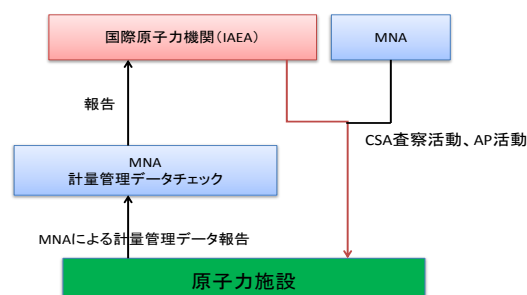 国際原子力機関（IAEA）
MNA
報告
CSA査察活動、AP活動
MNA
計量管理データチェック
MNAによる計量管理データ報告
原子力施設